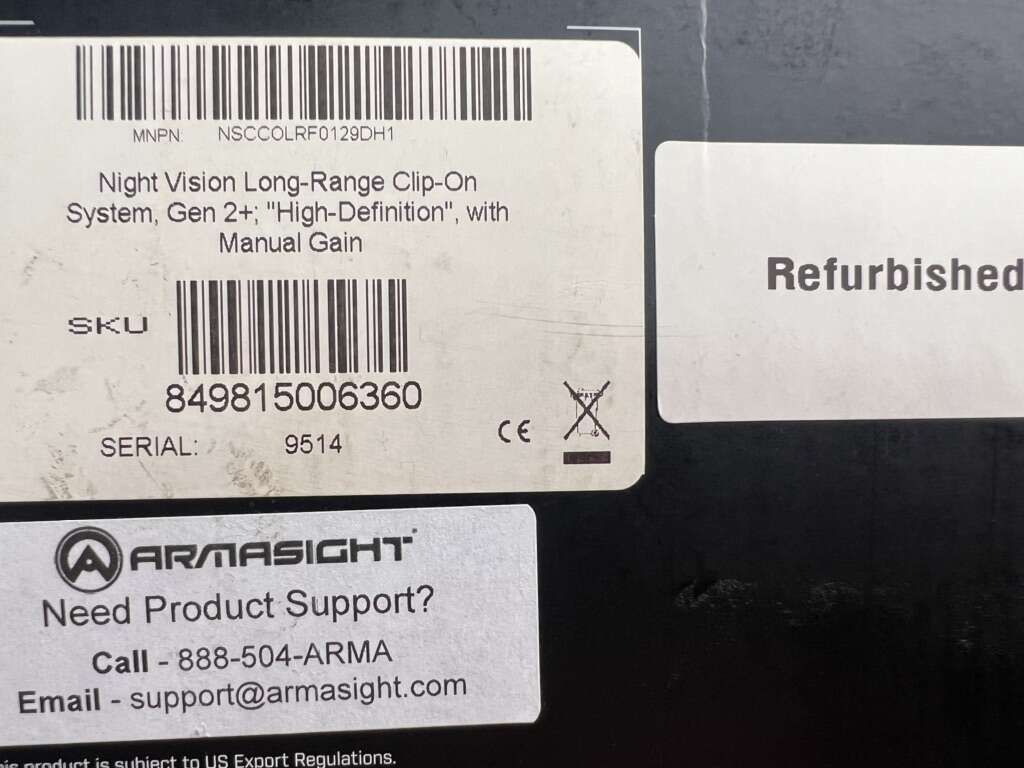 MNPN: NSCCOLRF0129DH1
Night Vision Long-Range Clip-On
System, Gen 2+; "High-Definition", with
Manual Gain
SKU
849815006360
SERIAL: 9514
CE
Refurbished
ARMASIGHT
Need Product Support?
Call - 888-504-ARMA
Email - support@armasight.com
product is subject to US Export Regulations.